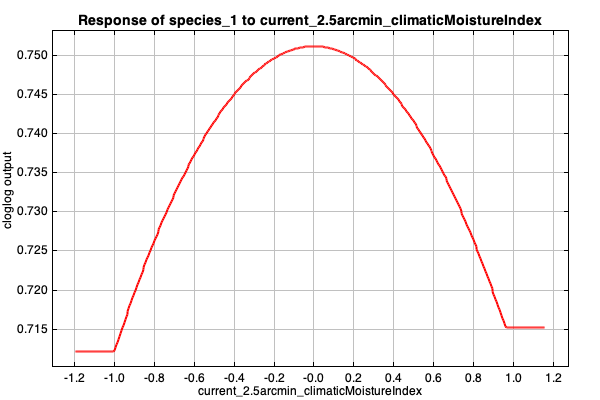 Response of species_1 to current_2.5arcmin_climaticMoistureIndex
cloglog output
0.750
0.745
0.740
0.735
0.730
0.725
0.720
0.715
-1.2 -1.0 -0.8 -0.6 -0.4 -0.2 -0.0 0.2 0.4 0.6 0.8 1.0 1.2
current_2.5arcmin_climaticMoistureIndex